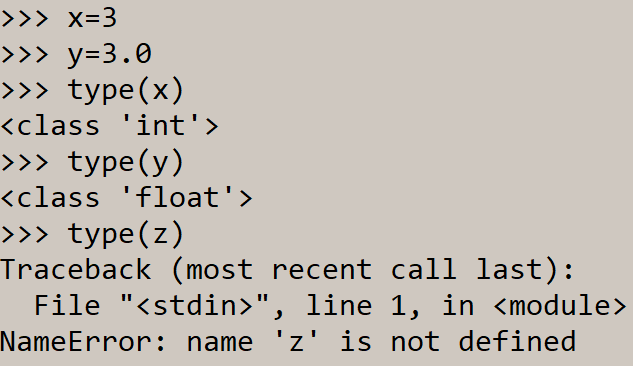 >>> x=3
>>> y=3.0
>>> type(x)
<class 'int'>
>>> type(y)
<class 'float'>
>>> type(z)
Traceback (most recent call last):
  File "<stdin>", line 1, in <module>
NameError: name 'z' is not defined